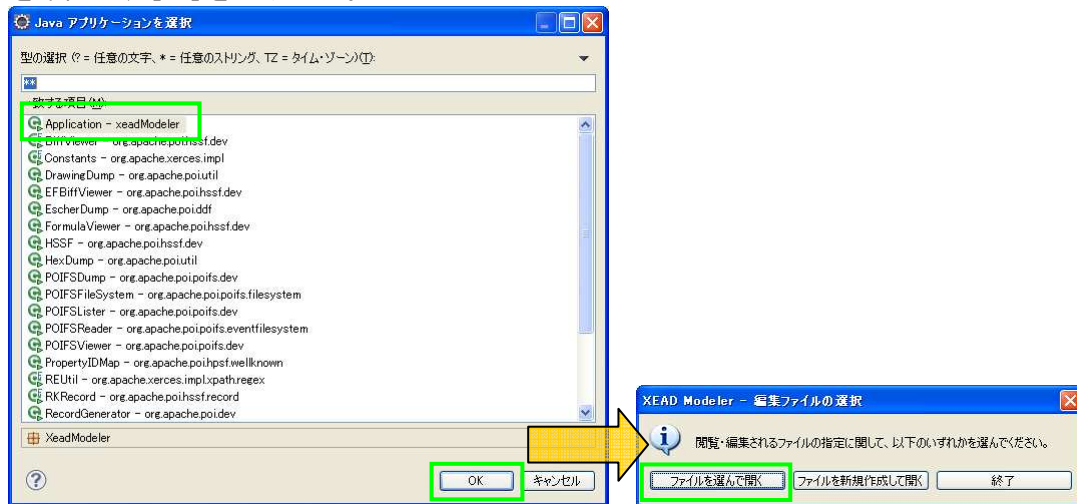 Java アプリケーションを選択
型の選択 (? = 任意の文字、* = 任意のストリング、TZ = タイム・ゾーン)(T):
**
一致する項目(M):
Application - xeadModeler
BiffViewer - org.apache.poi.hssf.dev
Constants - org.apache.xerces.impl
DrawingDump - org.apache.poi.util
EFBiffViewer - org.apache.poi.hssf.dev
EscherDump - org.apache.poi.ddf
FormulaViewer - org.apache.poi.hssf.dev
HSSF - org.apache.poi.hssf.dev
HexDump - org.apache.poi.util
POIFSDump - org.apache.poi.poifs.dev
POIFSFileSystem - org.apache.poi.poifs.filesystem
POIFSLister - org.apache.poi.poifs.dev
POIFSReader - org.apache.poi.poifs.eventfilesystem
POIFSViewer - org.apache.poi.poifs.dev
PropertyIDMap - org.apache.poi.hpsf.wellknown
REUtil - org.apache.xerces.impl.xpath.regex
RKRecord - org.apache.poi.hssf.record
RecordGenerator - org.apache.poi.dev
XeadModeler
OK キャンセル
XEAD Modeler - 編集ファイルの選択
閲覧・編集されるファイルの指定に関して、以下のいずれかを選んでください。
ファイルを選んで開く ファイルを新規作成して開く 終了